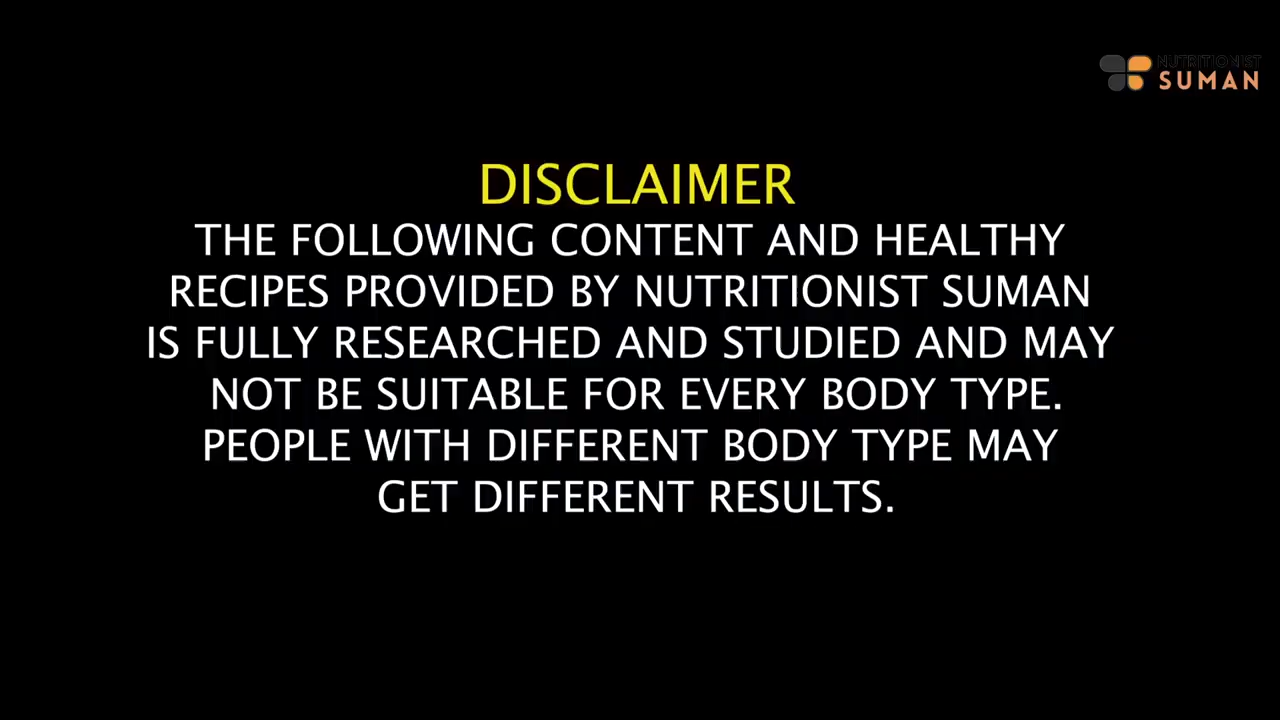 NUTRITIONIST
SUMAN
DISCLAIMER
THE FOLLOWING CONTENT AND HEALTHY
RECIPES PROVIDED BY NUTRITIONIST SUMAN
IS FULLY RESEARCHED AND STUDIED AND MAY
NOT BE SUITABLE FOR EVERY BODY TYPE.
PEOPLE WITH DIFFERENT BODY TYPE MAY
GET DIFFERENT RESULTS.